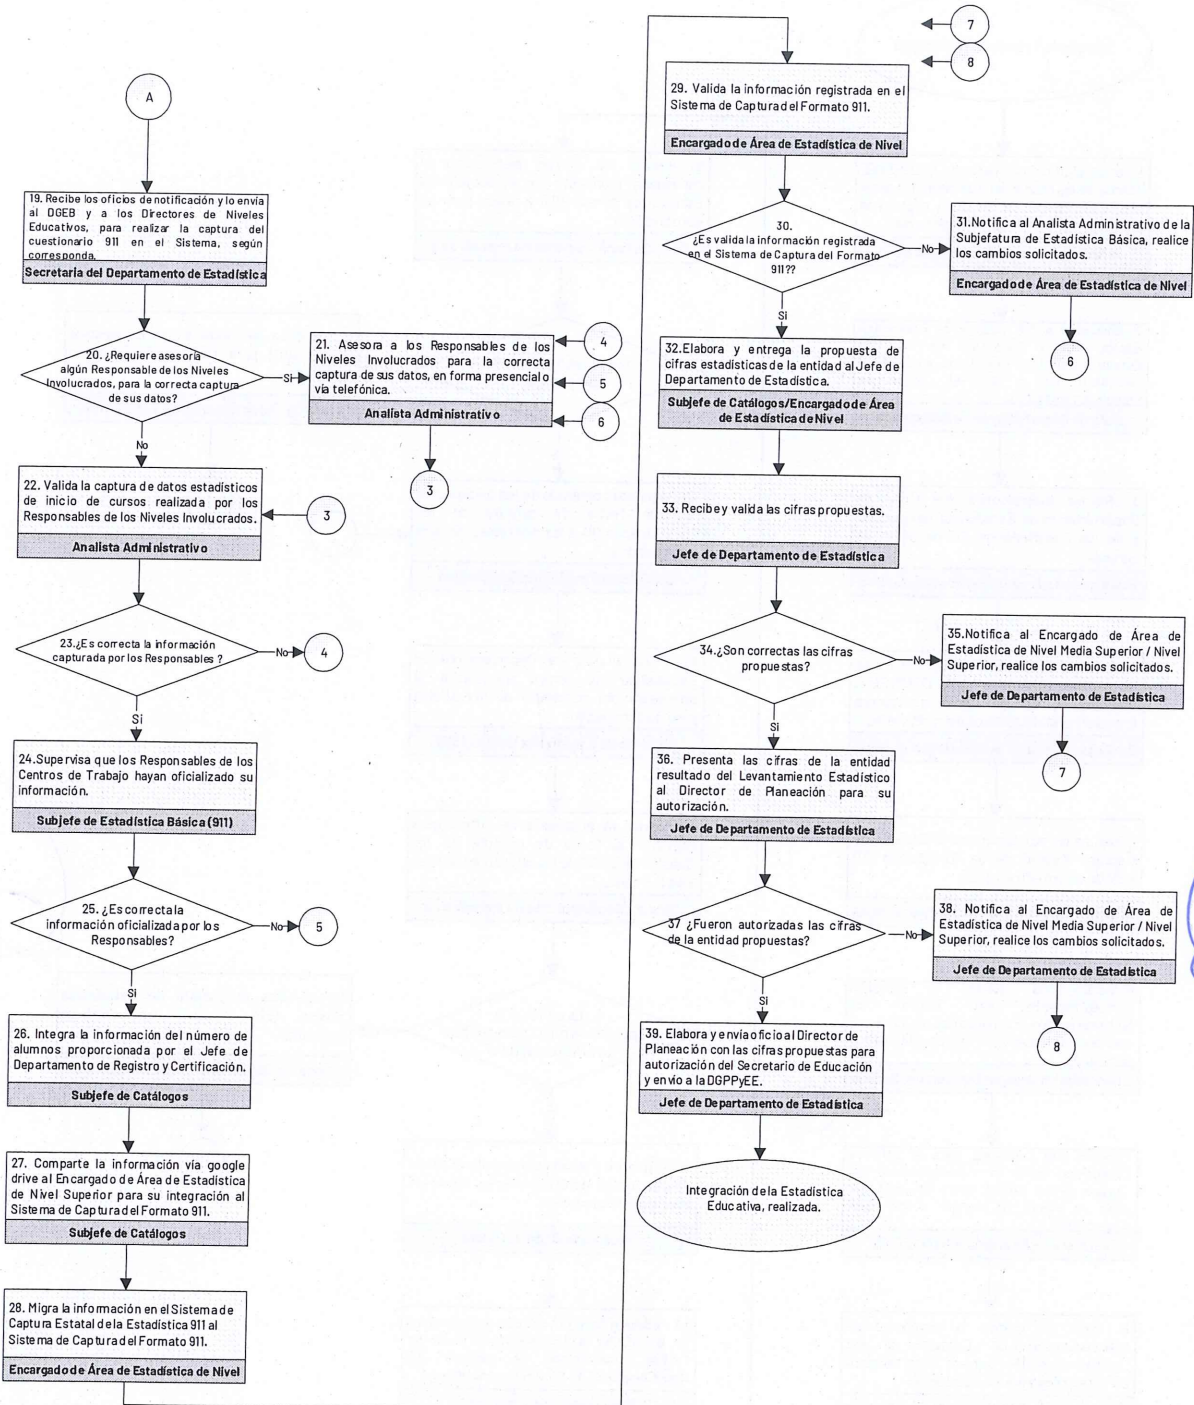 A
19. Recibe los oficios de notificación y lo envía
al DGEB y a los Directores de Niveles
Educativos, para realizar la captura del
cuestionario 911 en el Sistema, según
corresponda.
Secretaria del Departamento de Estadística
20. ¿Requiere asesoría
algún Responsable de los Niveles
Involucrados, para la correcta captura
de sus datos?
Si
21. Asesora a los Responsables de los
Niveles Involucrados para la correcta
captura de sus datos, en forma presencial o
vía telefónica.
Analista Administrativo
4
5
6
3
No
22. Valida la captura de datos estadísticos
de inicio de cursos realizada por los
Responsables de los Niveles Involucrados.
Analista Administrativo
3
23.¿Es correcta la información
capturada por los Responsables ?
No
4
Si
24.Supervisa que los Responsables de los
Centros de Trabajo hayan oficializado su
información.
Subjefe de Estadística Básica (911)
25. ¿Es correcta la
información oficializada por los
Responsables?
No
5
Si
26. Integra la información del número de
alumnos proporcionada por el Jefe de
Departamento de Registro y Certificación.
Subjefe de Catálogos
27. Comparte la información vía google
drive al Encargado de Área de Estadística
de Nivel Superior para su integración al
Sistema de Captura del Formato 911.
Subjefe de Catálogos
28. Migra la información en el Sistema de
Captura Estatal de la Estadística 911 al
Sistema de Captura del Formato 911.
Encargado de Área de Estadística de Nivel
7
8
29. Valida la información registrada en el
Sistema de Captura del Formato 911.
Encargado de Área de Estadística de Nivel
30.
¿Es valida la información registrada
en el Sistema de Captura del Formato
911??
No
31.Notifica al Analista Administrativo de la
Subjefatura de Estadística Básica, realice
los cambios solicitados.
Encargado de Área de Estadística de Nivel
6
Si
32.Elabora y entrega la propuesta de
cifras estadísticas de la entidad al Jefe de
Departamento de Estadística.
Subjefe de Catálogos/Encargado de Área
de Estadística de Nivel
33. Recibe y valida las cifras propuestas.
Jefe de Departamento de Estadística
34.¿Son correctas las cifras
propuestas?
No
35.Notifica al Encargado de Área de
Estadística de Nivel Media Superior / Nivel
Superior, realice los cambios solicitados.
Jefe de Departamento de Estadística
7
Si
36. Presenta las cifras de la entidad
resultado del Levantamiento Estadístico
al Director de Planeación para su
autorización.
Jefe de Departamento de Estadística
37 ¿Fueron autorizadas las cifras
de la entidad propuestas?
No
38. Notifica al Encargado de Área de
Estadística de Nivel Media Superior / Nivel
Superior, realice los cambios solicitados.
Jefe de Departamento de Estadística
8
Si
39. Elabora y envía oficio al Director de
Planeación con las cifras propuestas para
autorización del Secretario de Educación
y envío a la DGPPyEE.
Jefe de Departamento de Estadística
Integración de la Estadística
Educativa, realizada.